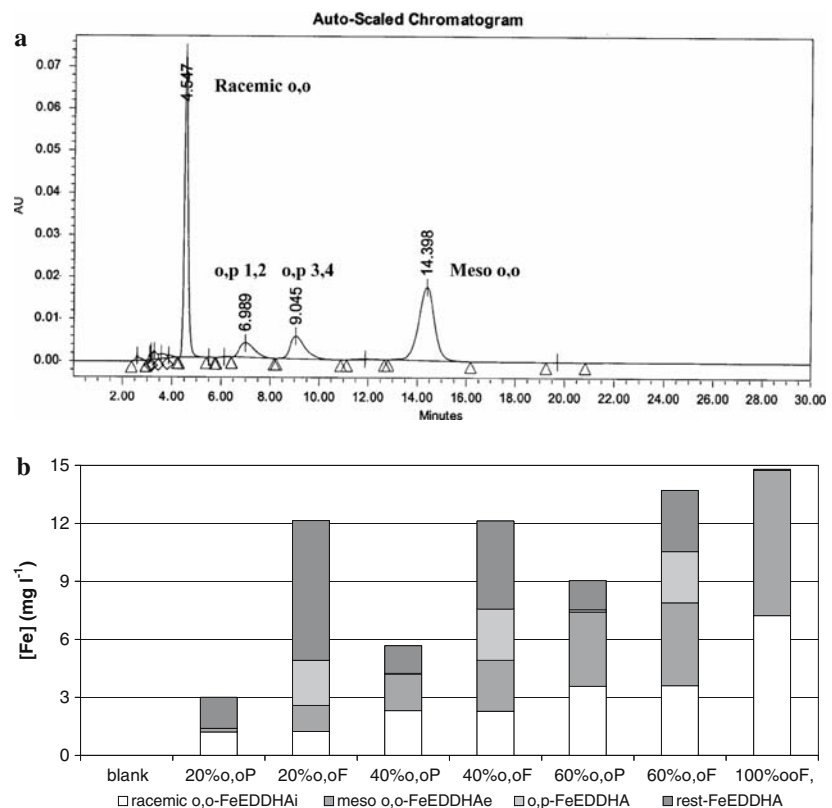 Auto-Scaled Chromatogram
a
0.07
0.06
0.05
0.04
0.03
0.02
0.01
0.00
AU
4.547
Racemic o,o
o,p 1,2
6.989
o,p 3,4
9.045
14.398
Meso o,o
2.00 4.00 6.00 8.00 10.00 12.00 14.00 16.00 18.00 20.00 22.00 24.00 26.00 28.00 30.00
Minutes
b
15
12
9
6
3
0
[Fe] (mg l⁻¹)
blank 20%o,oP 20%o,oF 40%o,oP 40%o,oF 60%o,oP 60%o,oF 100%ooF,
racemic o,o-FeEDDHAi meso o,o-FeEDDHAe o,p-FeEDDHA rest-FeEDDHA